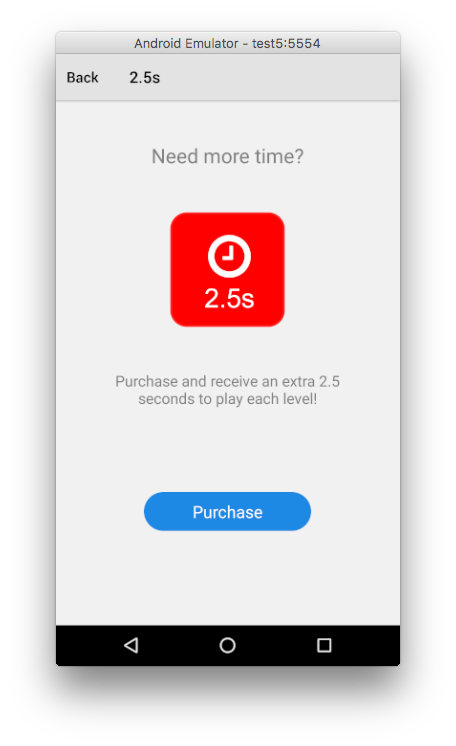 Android Emulator - test5:5554
Back 2.5s
Need more time?
2.5s
Purchase and receive an extra 2.5
seconds to play each level!
Purchase